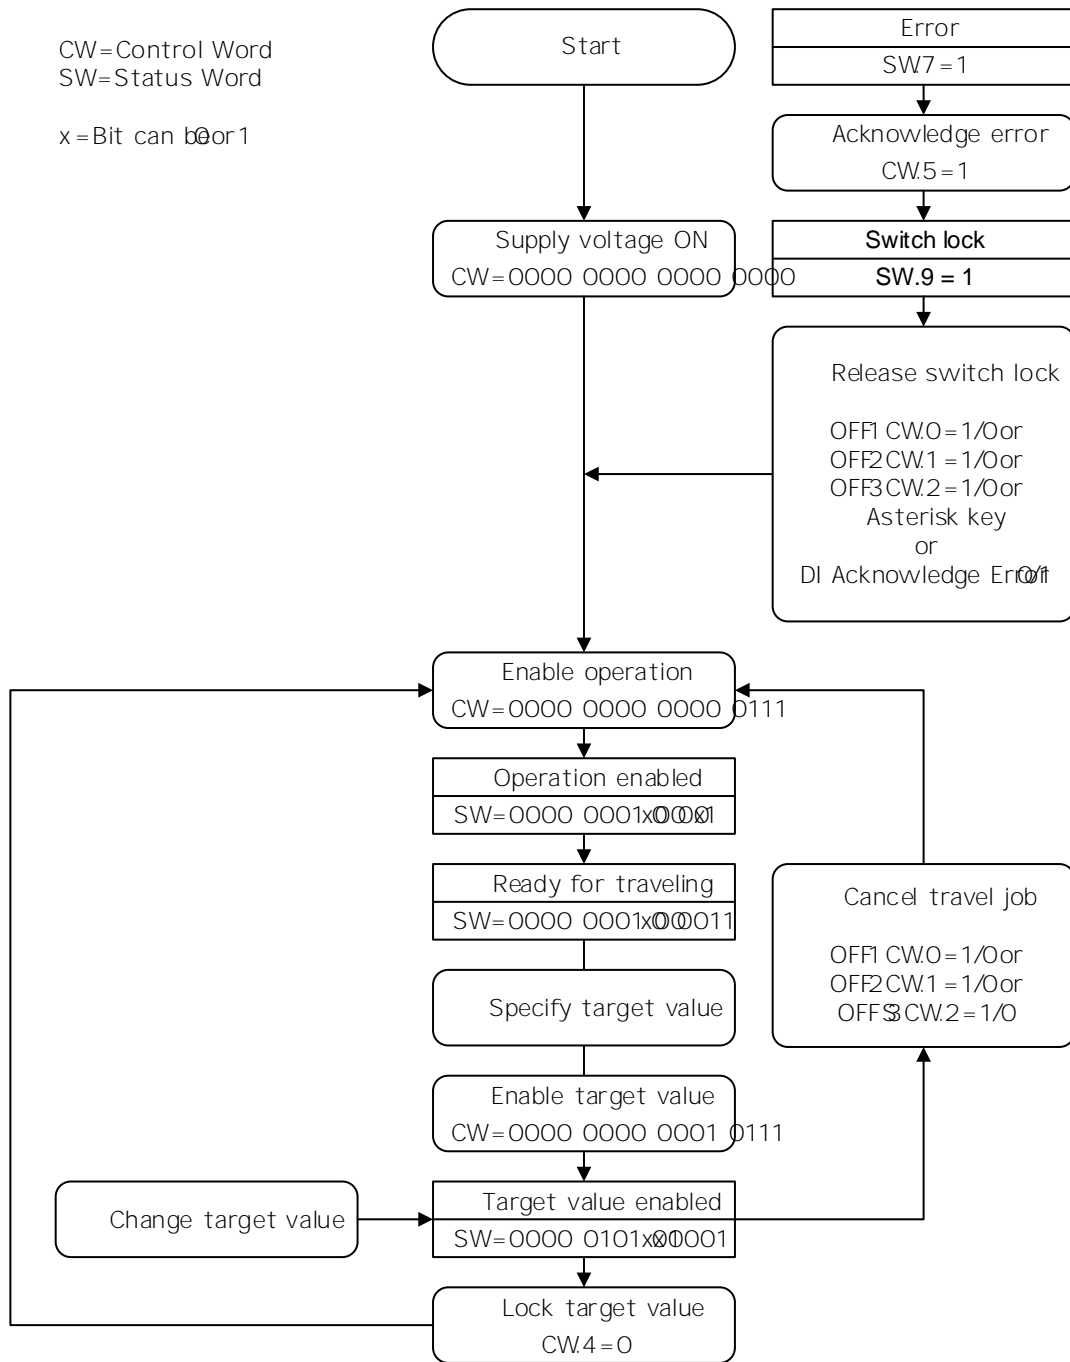 CW=Control Word
SW=Status Word
x=Bit can be 0 or 1
Start
Supply voltage ON
CW=0000 0000 0000 0000
Error
SW.7=1
Acknowledge error
CW.5=1
Switch lock
SW.9 = 1
Release switch lock
OFF1 CW.0=1/0 or
OFF2 CW.1=1/0 or
OFF3 CW.2=1/0 or
Asterisk key
or
DI Acknowledge Error 0/1
Enable operation
CW=0000 0000 0000 0111
Operation enabled
SW=0000 0001
Ready for traveling
SW=0000 0001 x00 0011
Specify target value
Enable target value
CW=0000 0000 0001 0111
Change target value
Target value enabled
SW=0000 0101
Lock target value
CW.4=0
Cancel travel job
OFF1 CW.0=1/0 or
OFF2 CW.1=1/0 or
CW.2=1/0